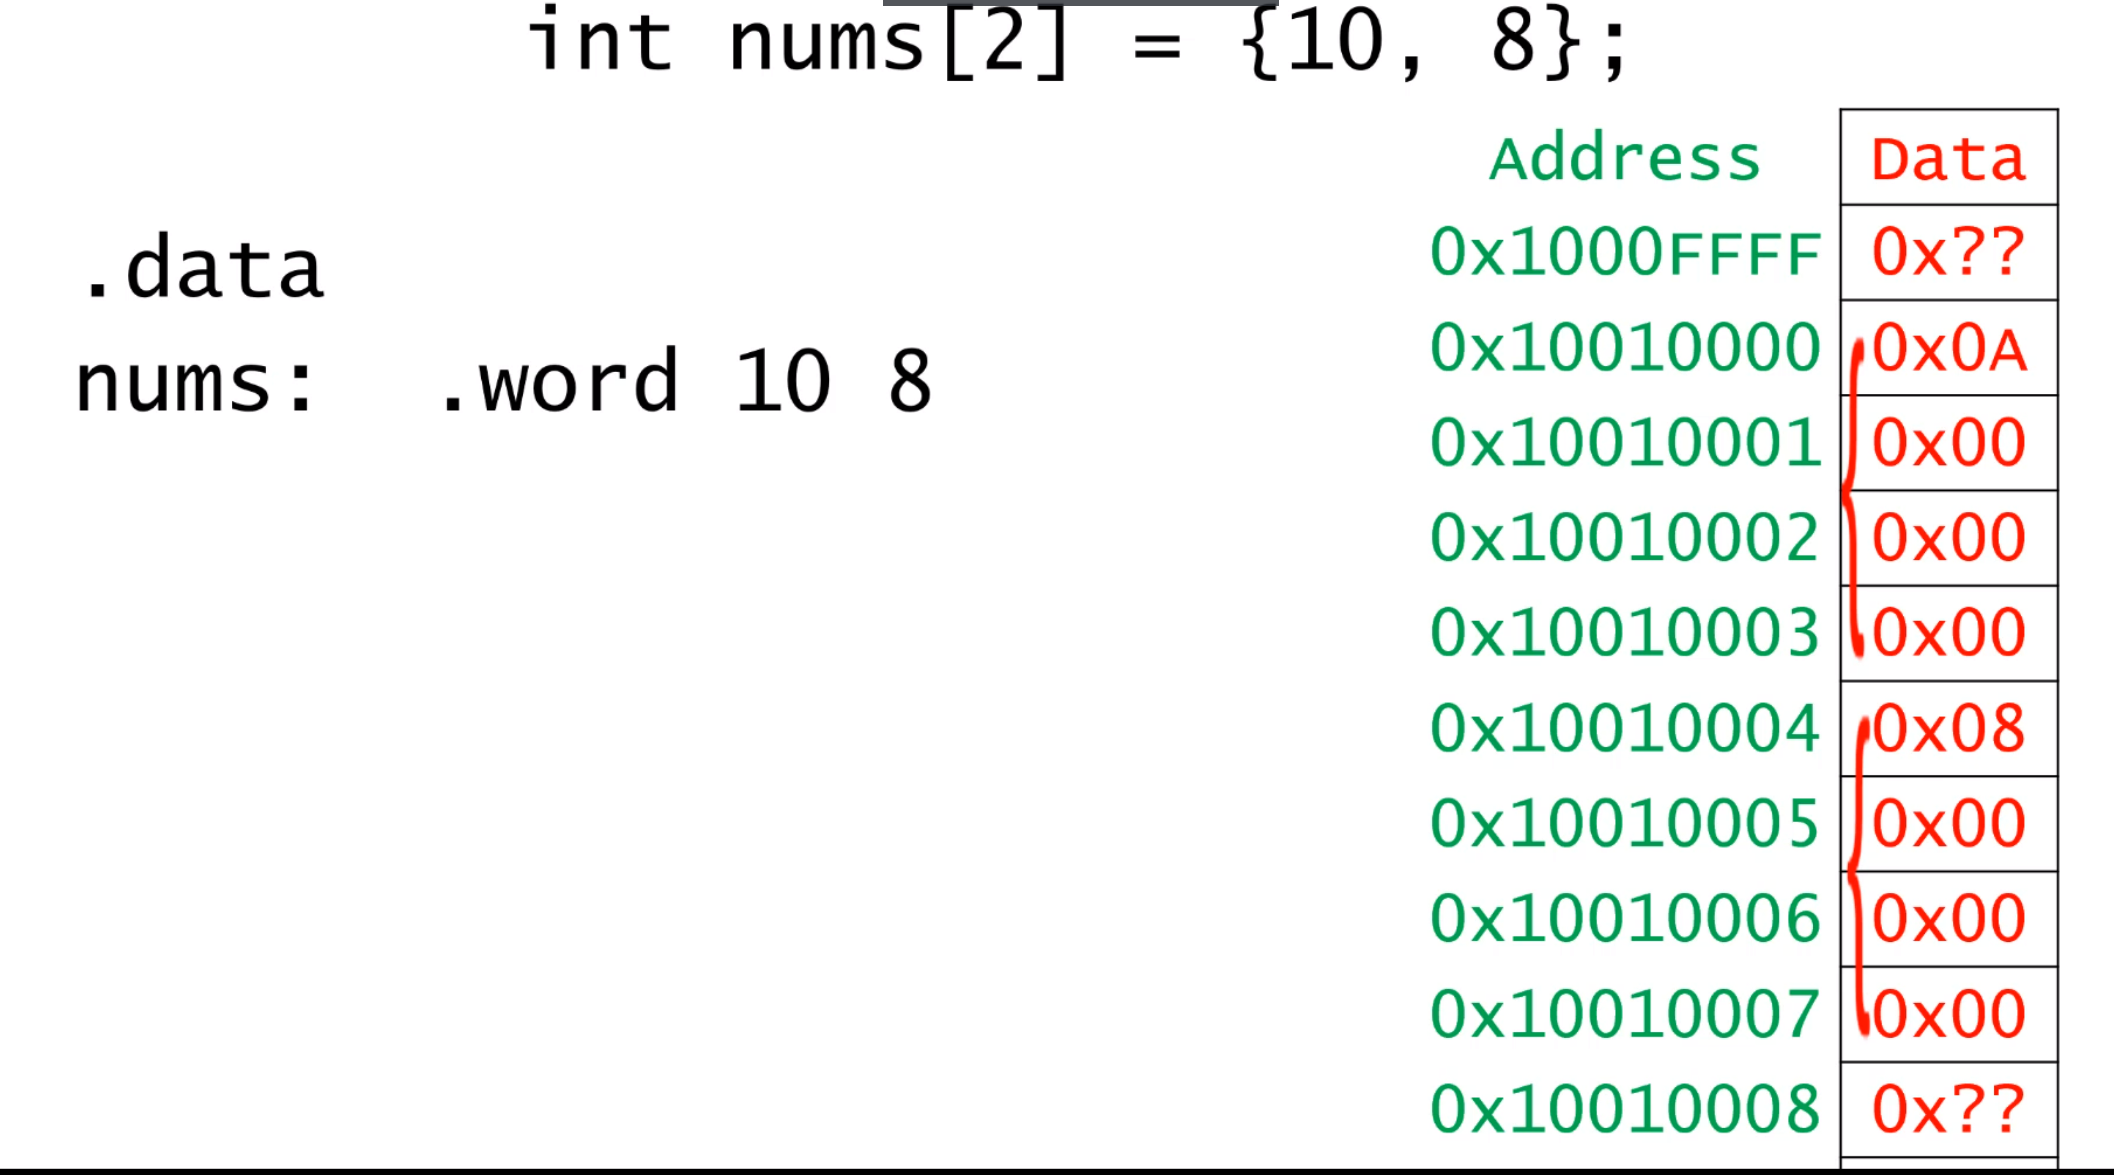 int nums[2] = {10, 8};
.data
nums: .word 10 8
Address Data
0x1000FFFF 0x??
0x10010000 0x0A
0x10010001 0x00
0x10010002 0x00
0x10010003 0x00
0x10010004 0x08
0x10010005 0x00
0x10010006 0x00
0x10010007 0x00
0x10010008 0x??